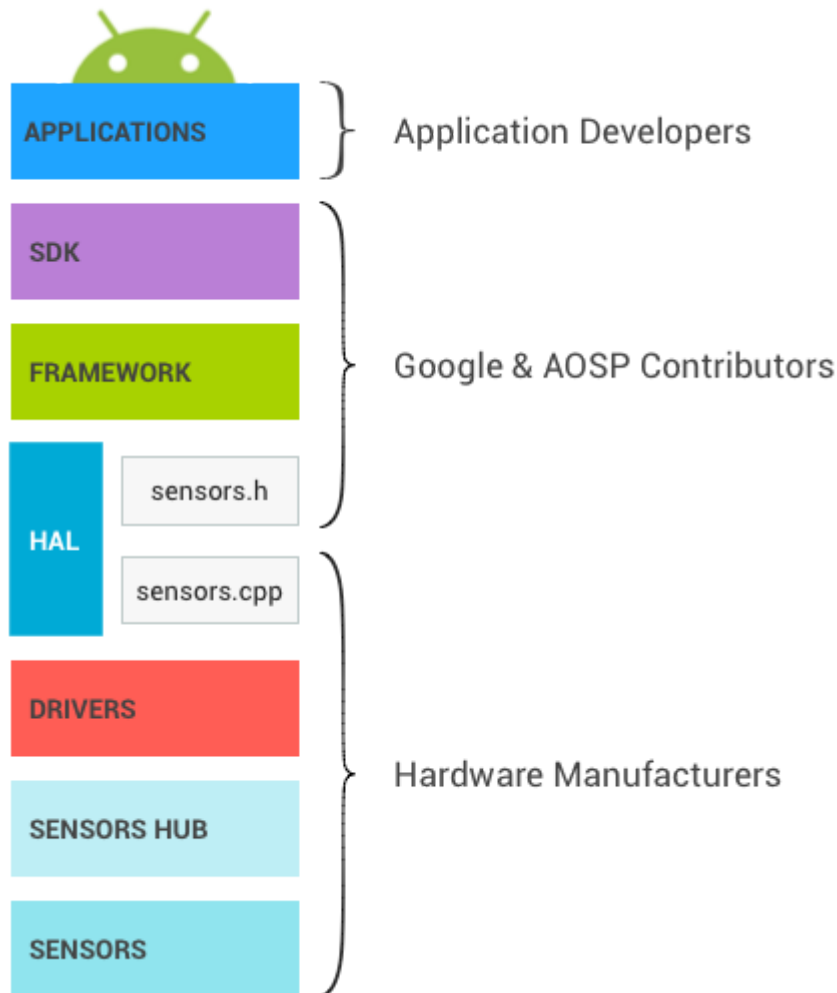 APPLICATIONS
Application Developers
SDK
FRAMEWORK
Google & AOSP Contributors
HAL
sensors.h
sensors.cpp
DRIVERS
Hardware Manufacturers
SENSORS HUB
SENSORS